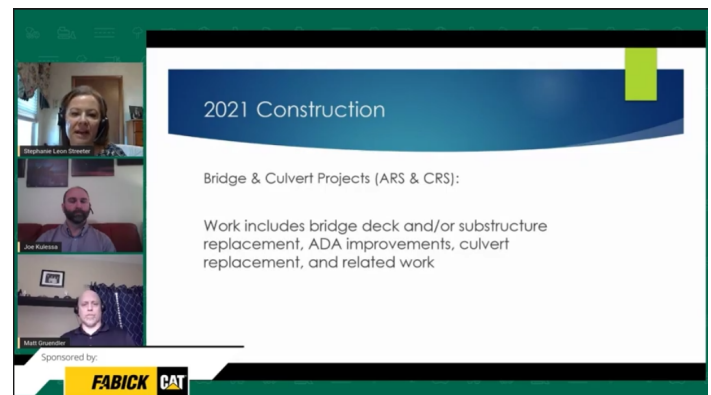 2021 Construction
Stephanie Leon Streeter
Bridge & Culvert Projects (ARS & CRS):
Work includes bridge deck and/or substructure
replacement, ADA improvements, culvert
replacement, and related work
Joe Kulessa
Matt Gruendler
Sponsored by:
FABICK CAT